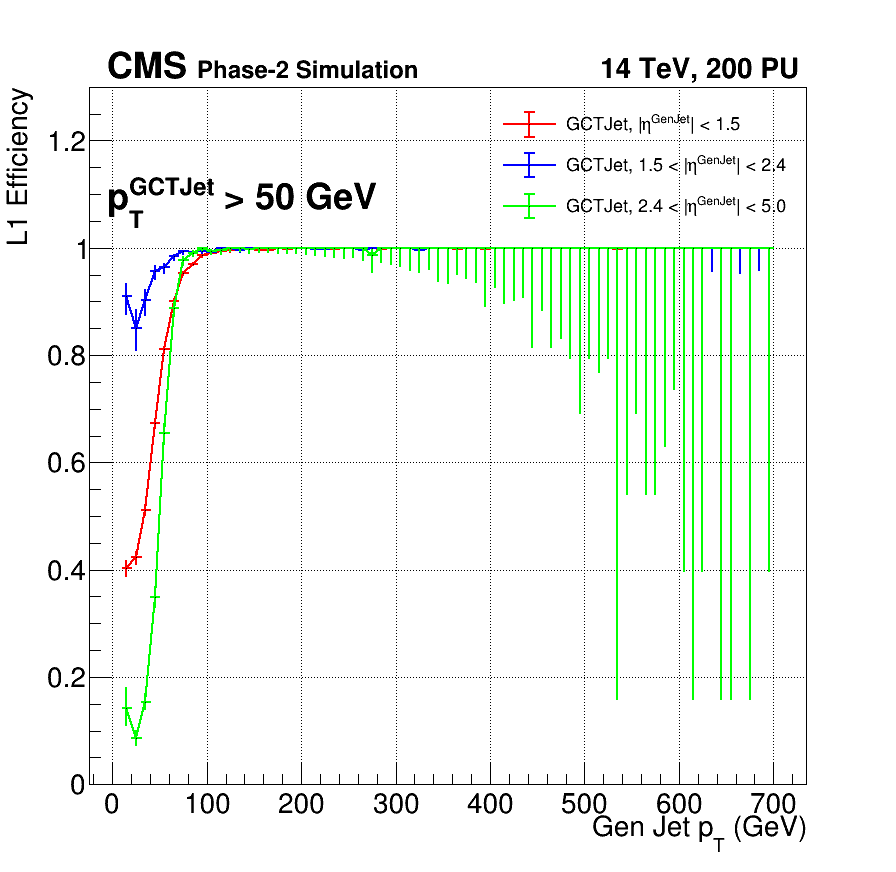 CMS Phase-2 Simulation 14 TeV, 200 PU
L1 Efficiency
GCTJet, |η^GenJet| < 1.5
GCTJet, 1.5 < |η^GenJet| < 2.4
GCTJet, 2.4 < |η^GenJet| < 5.0
p_T^GCTJet > 50 GeV
1.2
1
0.8
0.6
0.4
0.2
0
0 100 200 300 400 500 600 700
Gen Jet p_T (GeV)